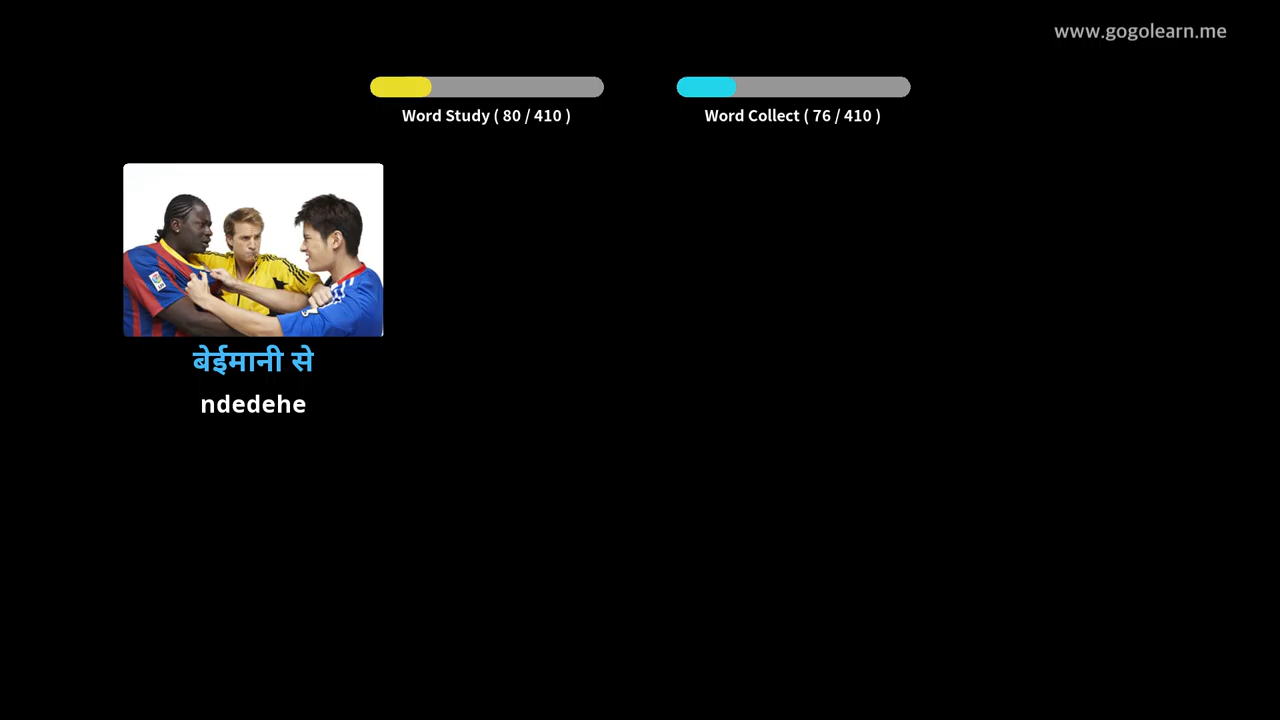 www.gogolearn.me
Word Study ( 80 / 410 )
Word Collect ( 76 / 410 )
बेईमानी से
ndedehe